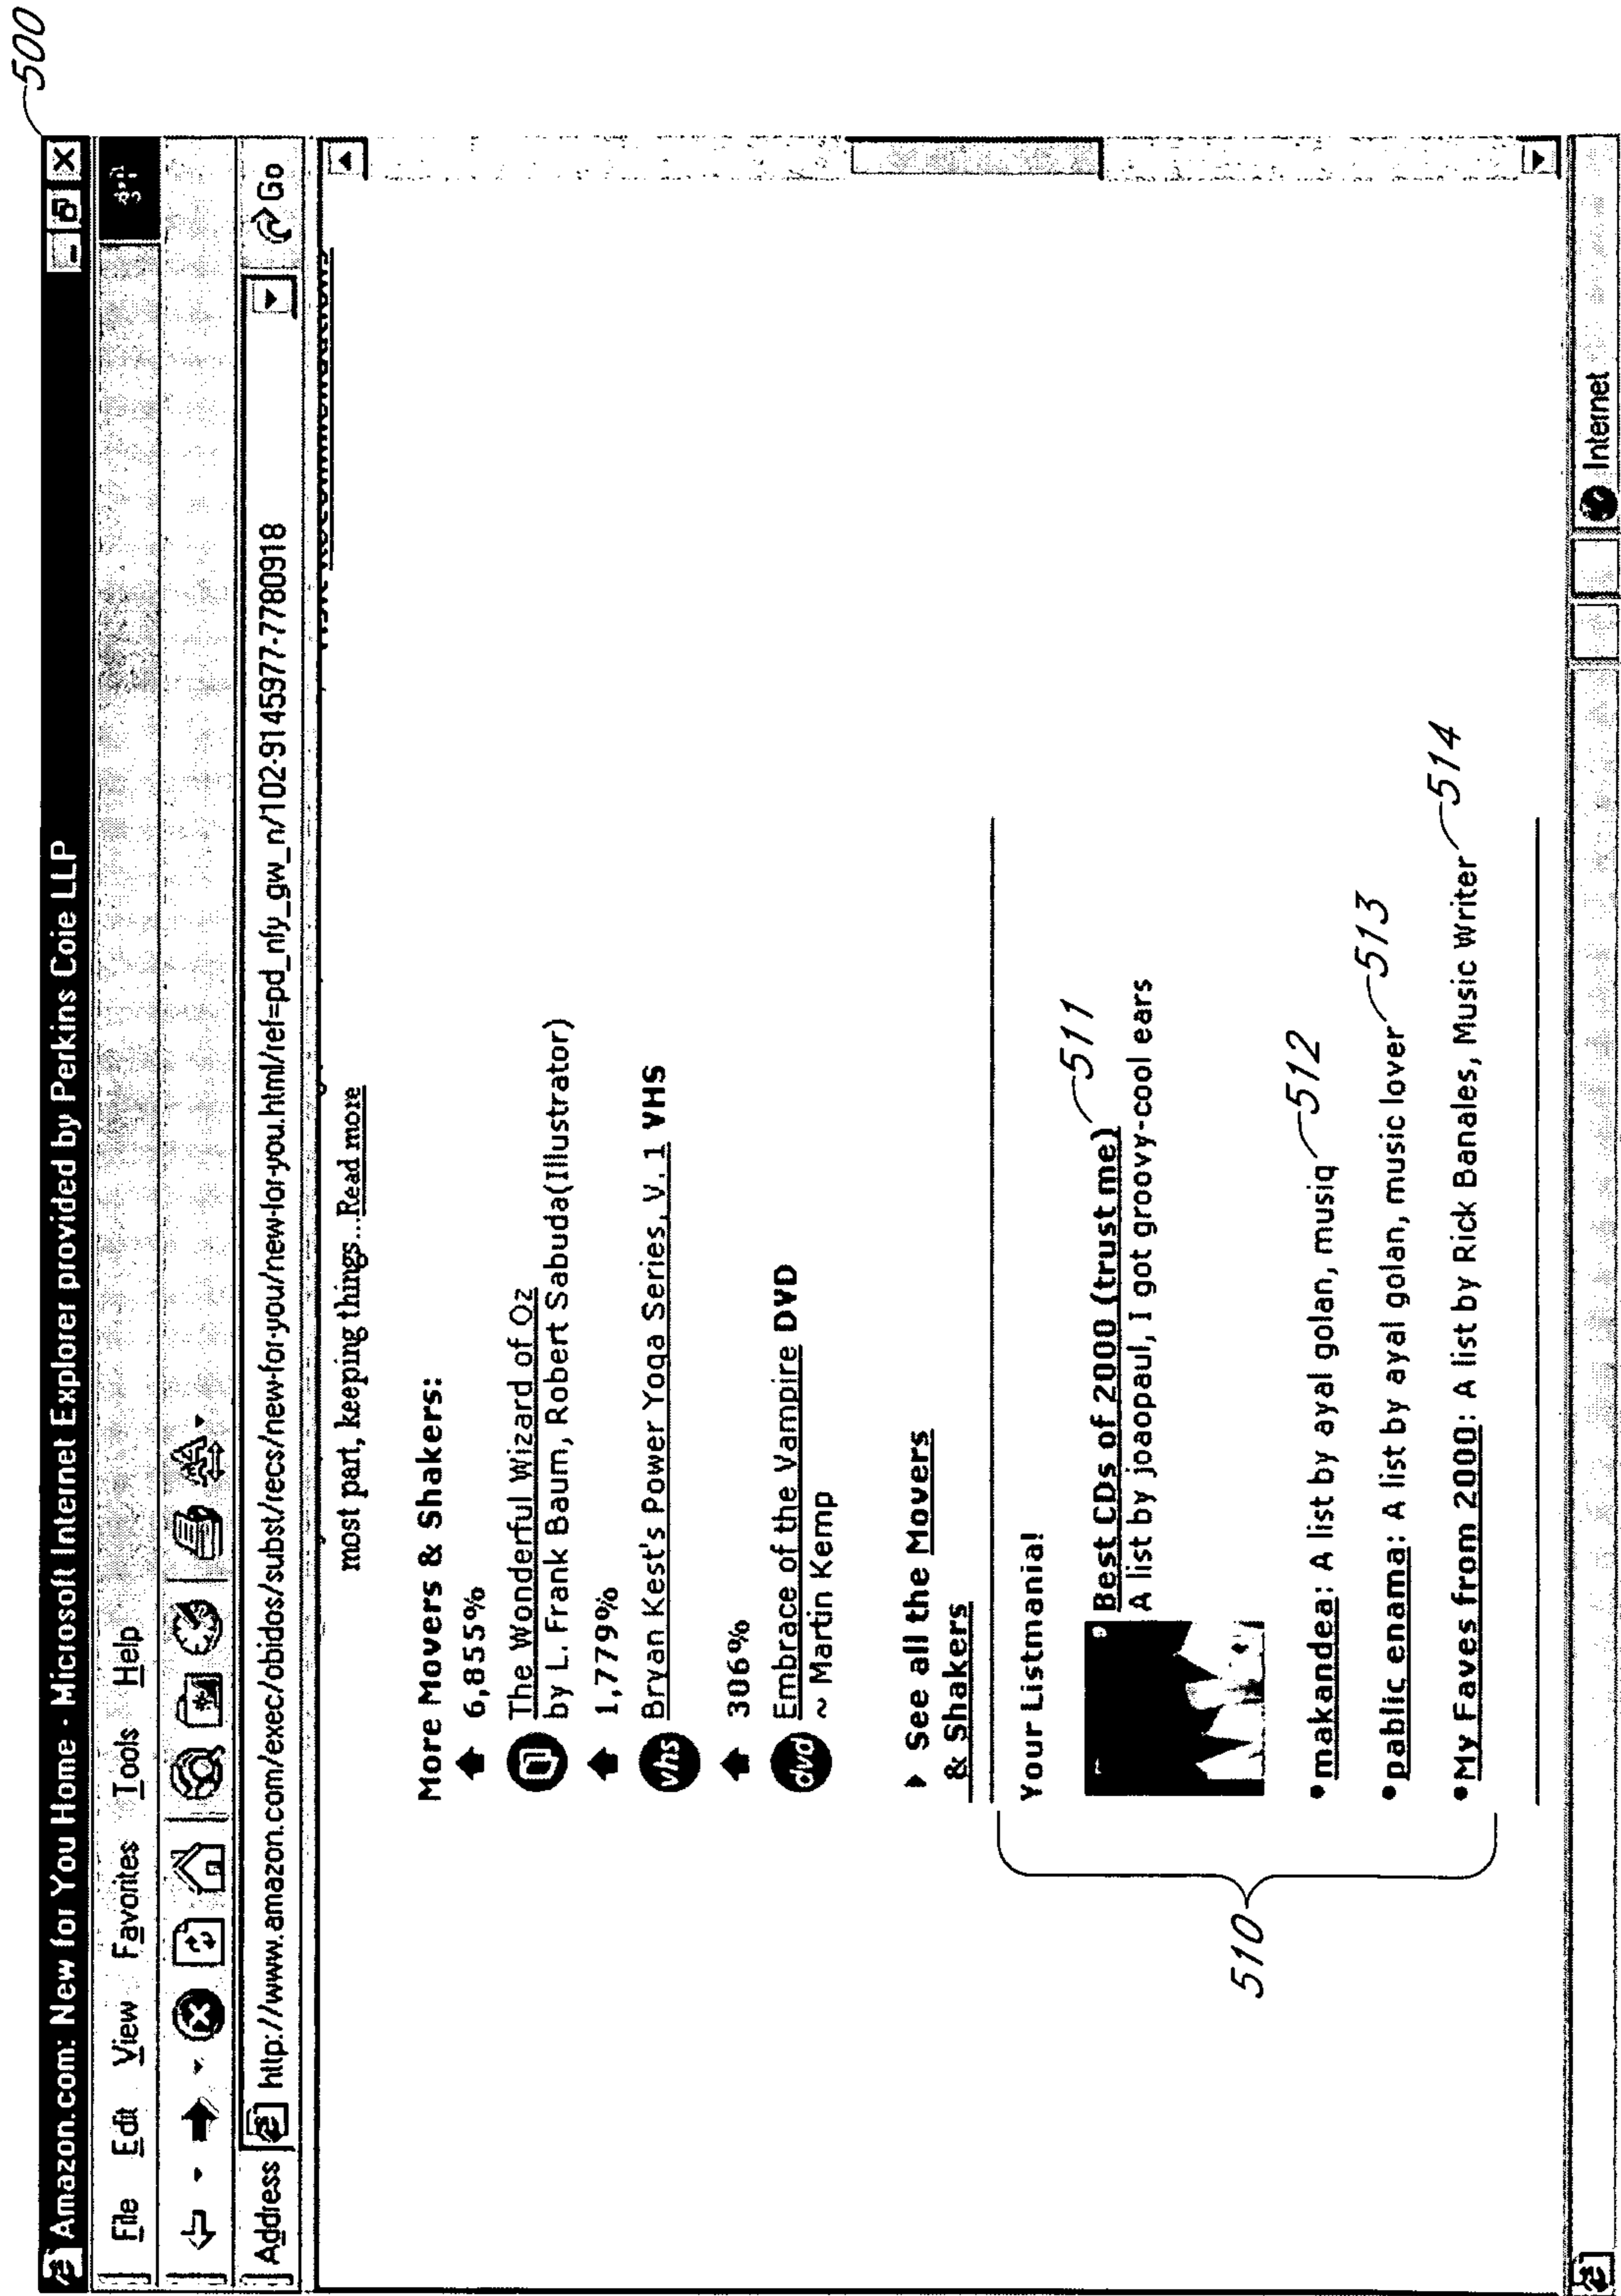 500
Amazon.com: New for You Home - Microsoft Internet Explorer provided by Perkins Coie LLP
File Edit View Favorites Tools Help
Address http://www.amazon.com/exec/obidos/subst/recs/new-for-you/new-for-you.html/ref=pd_nfy_gw_n/102-9145977-7780918 Go
most part, keeping things...Read more
More Movers & Shakers:
6,855%
The Wonderful Wizard of Oz
by L. Frank Baum, Robert Sabuda(Illustrator)
1,779%
vhs Bryan Kest's Power Yoga Series, V. 1 VHS
306%
dvd Embrace of the Vampire DVD
~ Martin Kemp
See all the Movers
& Shakers
Your Listmania!
510
Best CDs of 2000 (trust me) 511
A list by joaopaul, I got groovy-cool ears
•makandea: A list by ayal golan, musiq 512
•pablic enama: A list by ayal golan, music lover 513
•My Faves from 2000: A list by Rick Banales, Music Writer 514
Internet